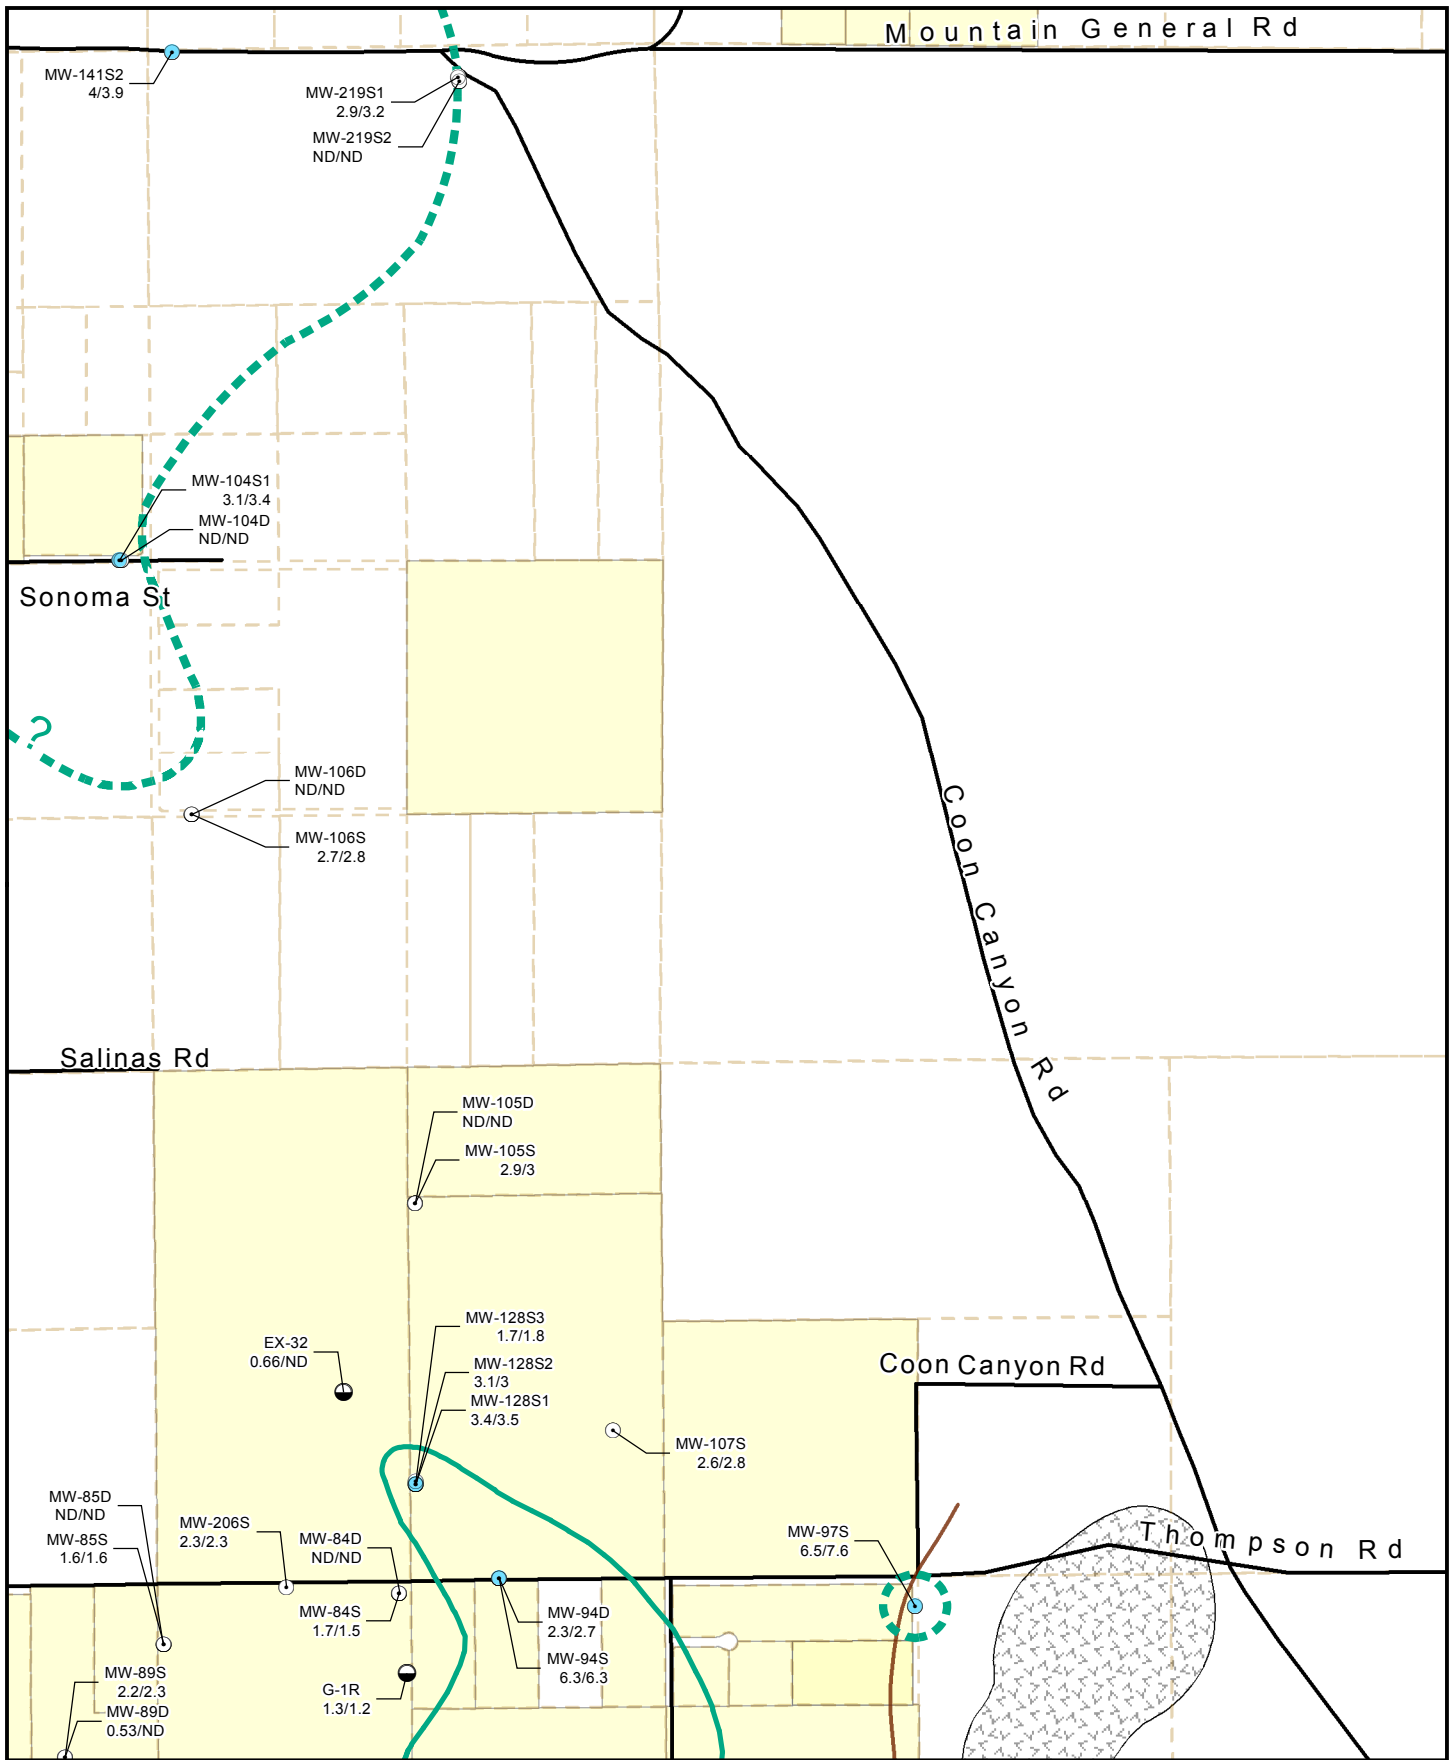 Mountain General Rd
MW-141S2
4/3.9
MW-219S1
2.9/3.2
MW-219S2
ND/ND
MW-104S1
3.1/3.4
MW-104D
ND/ND
Sonoma St
?
MW-106D
ND/ND
MW-106S
2.7/2.8
Coon Canyon Rd
Salinas Rd
MW-105D
ND/ND
MW-105S
2.9/3
MW-128S3
1.7/1.8
EX-32
0.66/ND
MW-128S2
3.1/3
MW-128S1
3.4/3.5
Coon Canyon Rd
MW-107S
2.6/2.8
MW-85D
ND/ND
MW-85S
1.6/1.6
MW-206S
2.3/2.3
MW-84D
ND/ND
MW-97S
6.5/7.6
Thompson Rd
MW-84S
1.7/1.5
MW-94D
2.3/2.7
MW-94S
6.3/6.3
MW-89S
2.2/2.3
MW-89D
0.53/ND
G-1R
1.3/1.2